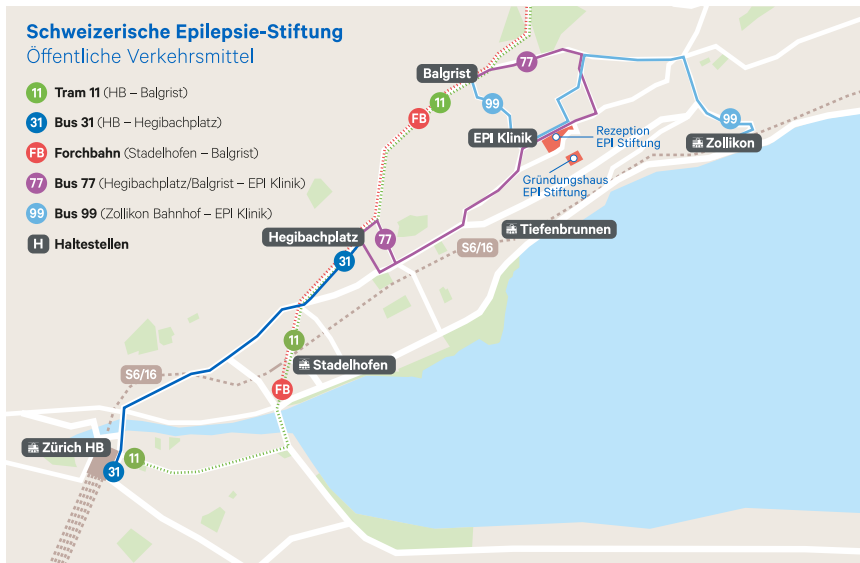 Schweizerische Epilepsie-Stiftung
Öffentliche Verkehrsmittel
11 Tram 11 (HB – Balgrist)
31 Bus 31 (HB – Hegibachplatz)
FB Forchbahn (Stadelhofen – Balgrist)
77 Bus 77 (Hegibachplatz/Balgrist – EPI Klinik)
99 Bus 99 (Zollikon Bahnhof – EPI Klinik)
H Haltestellen
77
Balgrist
99
11
FB
EPI Klinik
Rezeption
EPI Stiftung
99
Zollikon
Gründungshaus
EPI Stiftung
Tiefenbrunnen
Hegibachplatz
77
S6/16
31
11
Stadelhofen
S6/16
FB
Zürich HB
11
31